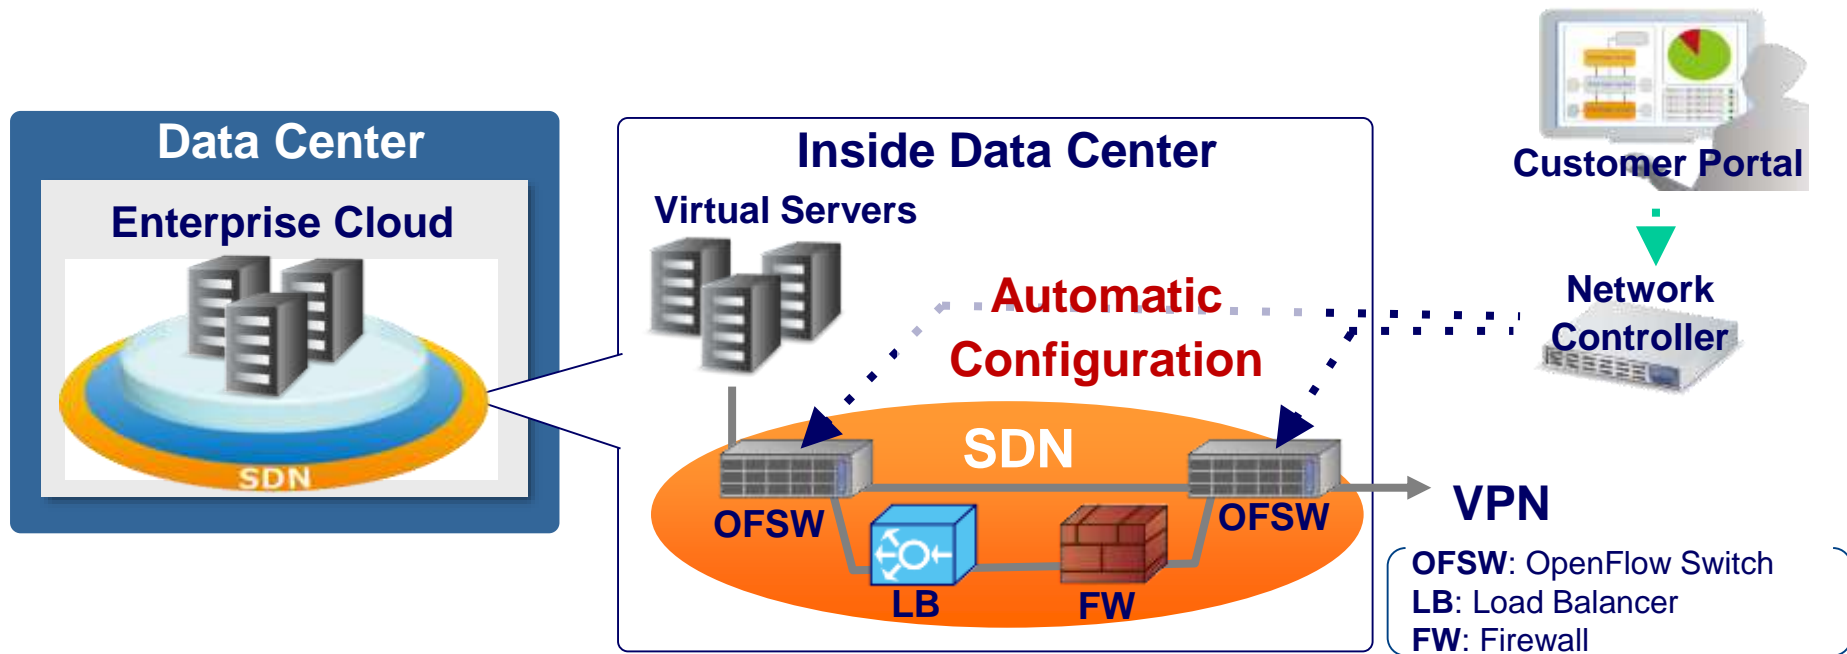 Data Center
Enterprise Cloud
SDN
Inside Data Center
Virtual Servers
Automatic
Configuration
SDN
OFSW
OFSW
LB
FW
Customer Portal
Network
Controller
VPN
OFSW: OpenFlow Switch
LB: Load Balancer
FW: Firewall